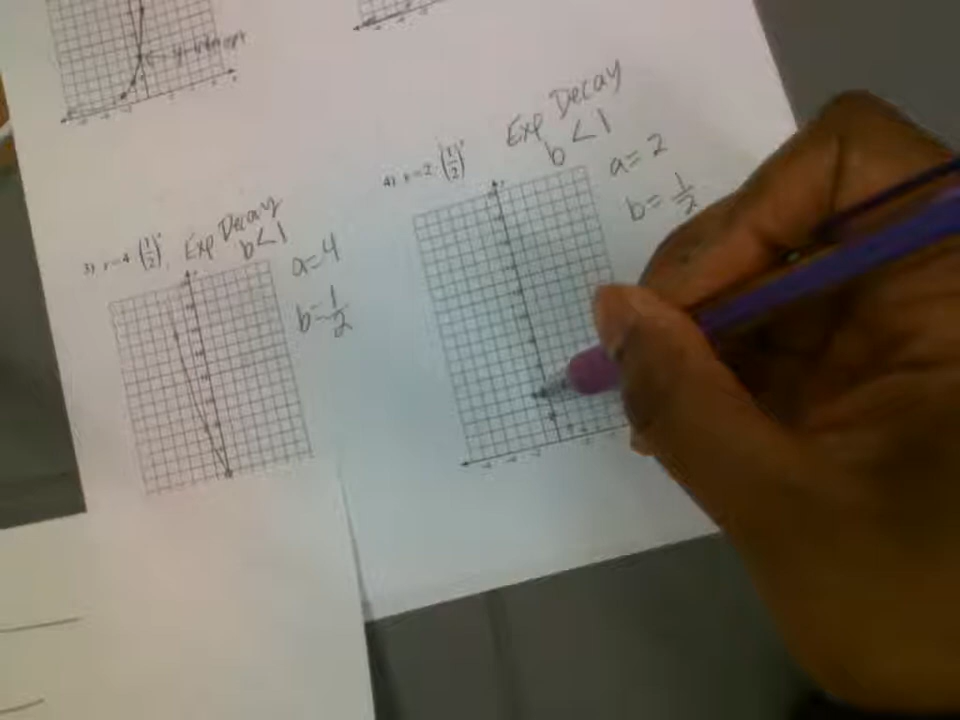 y-intercept
Exp Decay
b < 1
4) y = 2 · (1/2)^x
a = 2
b = 1/2
Exp Decay
b < 1
3) y = 4 · (1/2)^x
a = 4
b = 1/2